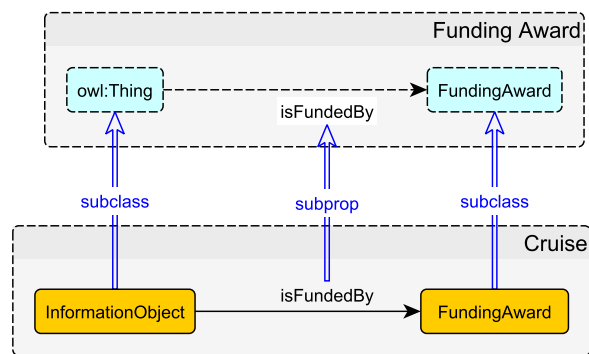 Funding Award
owl:Thing
FundingAward
isFundedBy
subclass
subprop
subclass
Cruise
InformationObject
isFundedBy
FundingAward